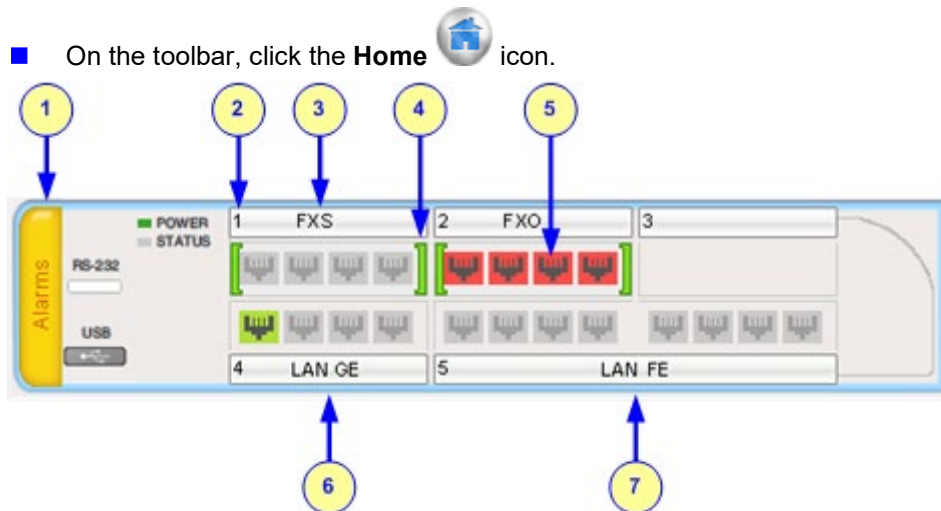 On the toolbar, click the Home icon.
1 2 3 4 5
1 FXS 2 FXO 3
POWER
STATUS
RS-232
Alarms
USB
4 LAN GE 5 LAN FE
6 7